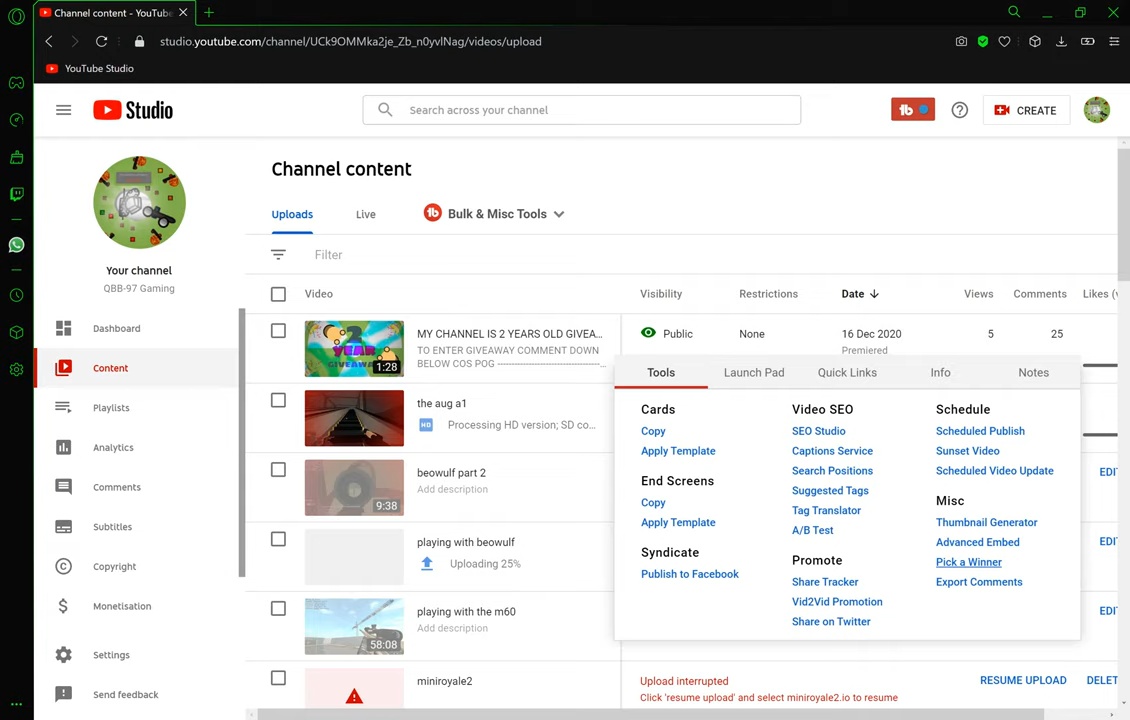 Channel content - YouTube
studio.youtube.com/channel/UCk9OMMka2je_Zb_n0yvlNag/videos/upload
YouTube Studio
Studio
Search across your channel
CREATE
Your channel
QBB-97 Gaming
Dashboard
Content
Playlists
Analytics
Comments
Subtitles
Copyright
Monetisation
Settings
Send feedback
Channel content
Uploads Live Bulk & Misc Tools
Filter
Video Visibility Restrictions Date Views Comments Likes (v
MY CHANNEL IS 2 YEARS OLD GIVEA... Public None 16 Dec 2020 5 25
TO ENTER GIVEAWAY COMMENT DOWN Premiered
BELOW COS POG ----------------------------------...
2 YEAR GIVEAWAY
1:28
the aug a1
HD Processing HD version; SD co...
beowulf part 2
Add description
9:38
EDI
playing with beowulf
Uploading 25%
EDI
playing with the m60
Add description
58:08
EDI
miniroyale2
Upload interrupted RESUME UPLOAD DELET
Click 'resume upload' and select miniroyale2.io to resume
Tools Launch Pad Quick Links Info Notes
Cards
Copy
Apply Template
End Screens
Copy
Apply Template
Syndicate
Publish to Facebook
Video SEO
SEO Studio
Captions Service
Search Positions
Suggested Tags
Tag Translator
A/B Test
Promote
Share Tracker
Vid2Vid Promotion
Share on Twitter
Schedule
Scheduled Publish
Sunset Video
Scheduled Video Update
Misc
Thumbnail Generator
Advanced Embed
Pick a Winner
Export Comments